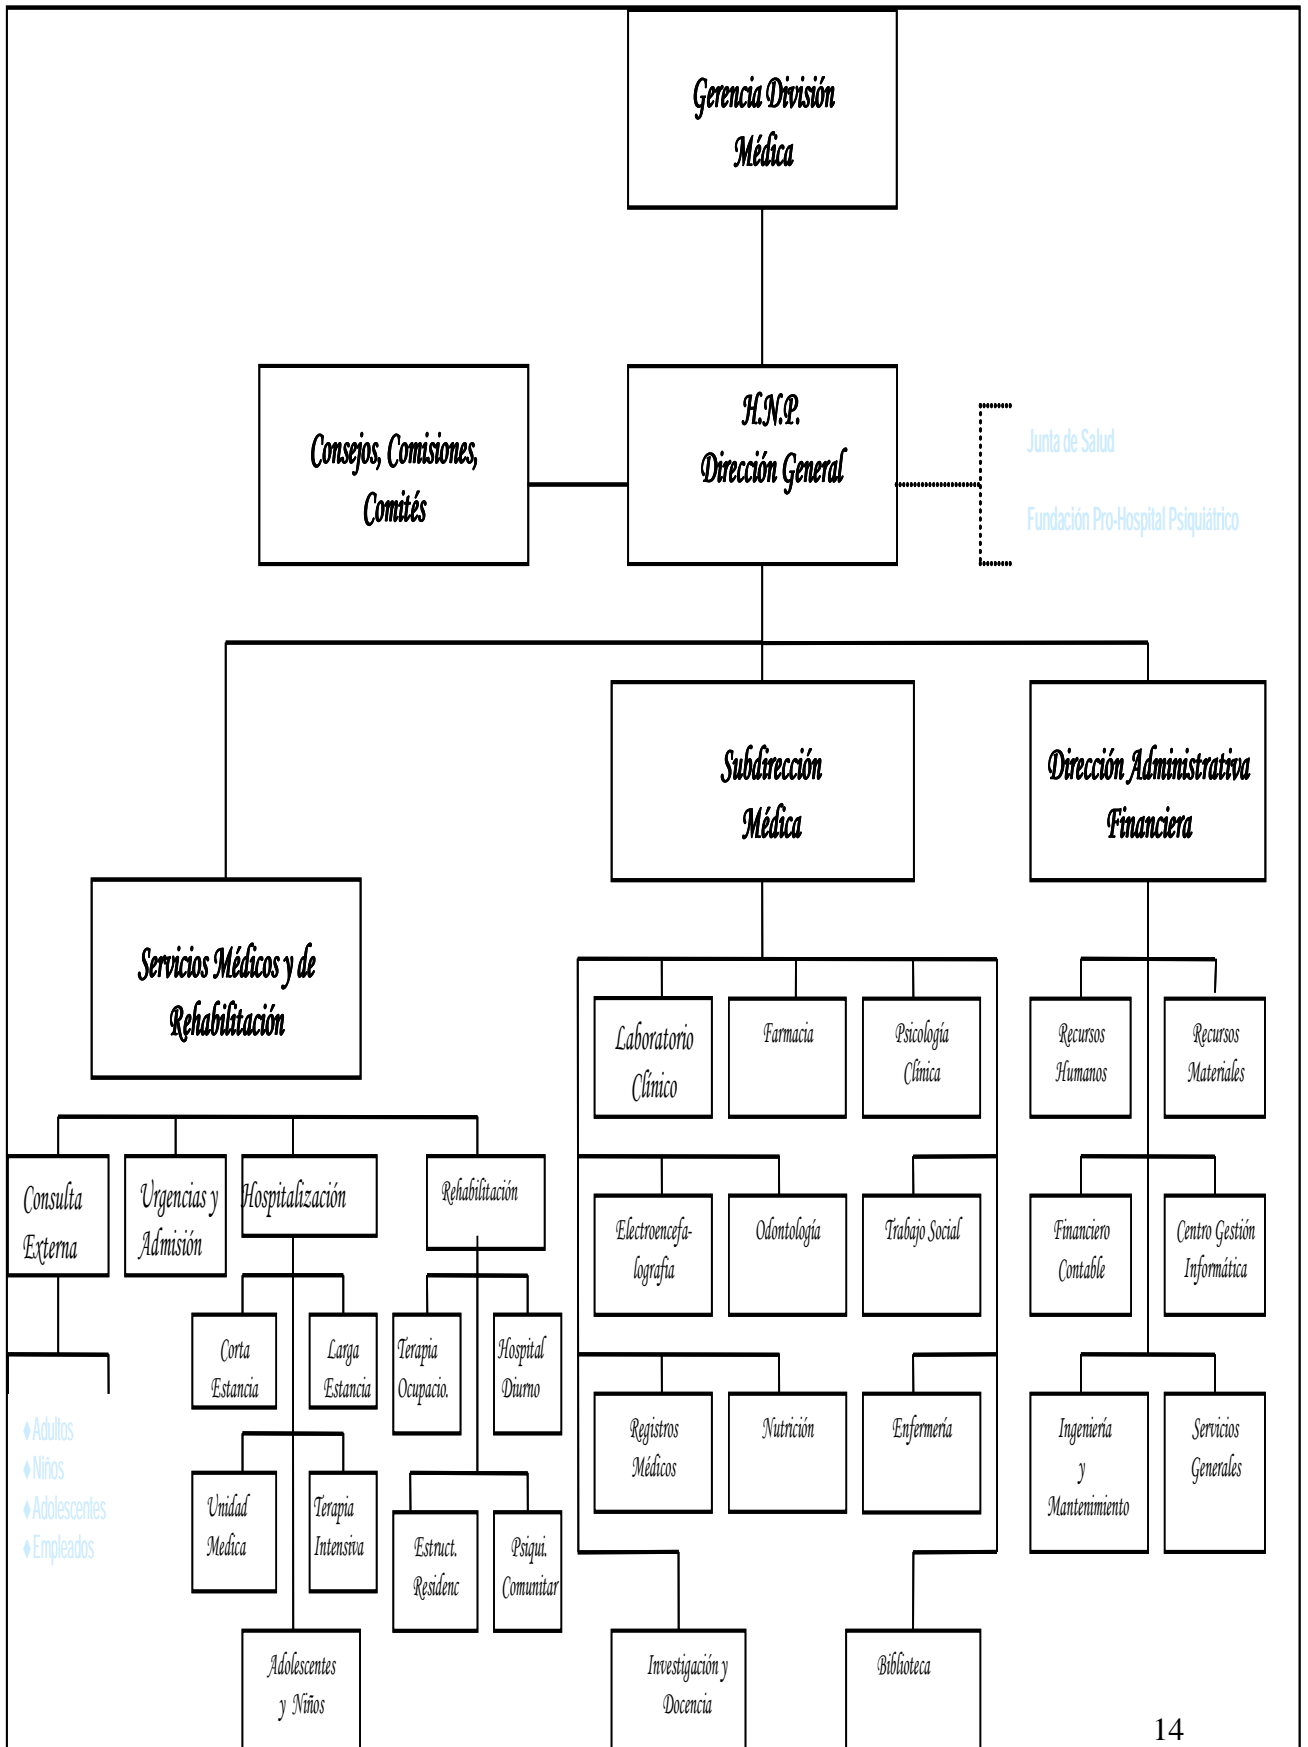 Gerencia División
Médica
Consejos, Comisiones,
Comités
H.N.P.
Dirección General
Junta de Salud
Fundación Pro-Hospital Psiquiátrico
Subdirección
Médica
Dirección Administrativa
Financiera
Servicios Médicos y de
Rehabilitación
Laboratorio
Clínico
Farmacia
Psicología
Clínica
Recursos
Humanos
Recursos
Materiales
Consulta
Externa
Urgencias y
Admisión
Hospitalización
Rehabilitación
Electroencefa-
lografia
Odontología
Trabajo Social
Financiero
Contable
Centro Gestión
Informática
Corta
Estancia
Larga
Estancia
Terapia
Ocupacio.
Hospital
Diurno
♦Adultos
♦Niños
♦Adolescentes
♦Empleados
Registros
Médicos
Nutrición
Enfermería
Ingeniería
y
Mantenimiento
Servicios
Generales
Unidad
Medica
Terapia
Intensiva
Estruct.
Residenc
Psiqui.
Comunitar
Adolescentes
y Niños
Investigación y
Docencia
Biblioteca
14